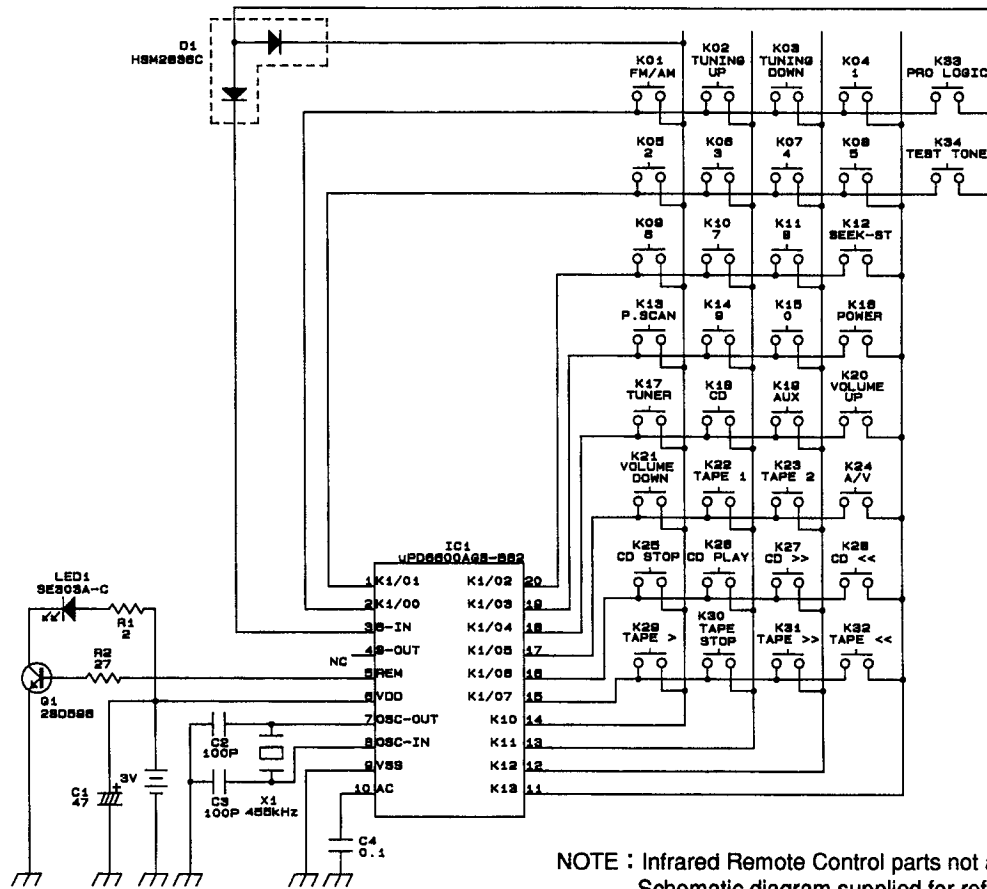 D1
HSM2836C
K01
FM/AM
K02
TUNING
UP
K03
TUNING
DOWN
K04
1
K33
PRO LOGIC
K05
2
K06
3
K07
4
K08
5
K34
TEST TONE
K09
6
K10
7
K11
8
K12
SEEK-ST
K13
P.SCAN
K14
9
K15
0
K16
POWER
K17
TUNER
K18
CD
K19
AUX
K20
VOLUME
UP
K21
VOLUME
DOWN
K22
TAPE 1
K23
TAPE 2
K24
A/V
K25
CD STOP
K26
CD PLAY
K27
CD >>
K28
CD <<
K29
TAPE >
K30
TAPE
STOP
K31
TAPE >>
K32
TAPE <<
IC1
uPD6600AGS-552
1 K1/01
2 K1/00
3 S-IN
4 S-OUT
5 REM
6 VDD
7 OSC-OUT
8 OSC-IN
9 VSS
10 AC
K1/02 20
K1/03 19
K1/04 18
K1/05 17
K1/06 16
K1/07 15
K10 14
K11 13
K12 12
K13 11
NC
LED1
SE303A-C
R1
2
R2
27
Q1
2SD596
C1
47
3V
C2
100P
C3
100P
X1
455kHz
C4
0.1
NOTE : Infrared Remote Control parts not
Schematic diagram supplied for